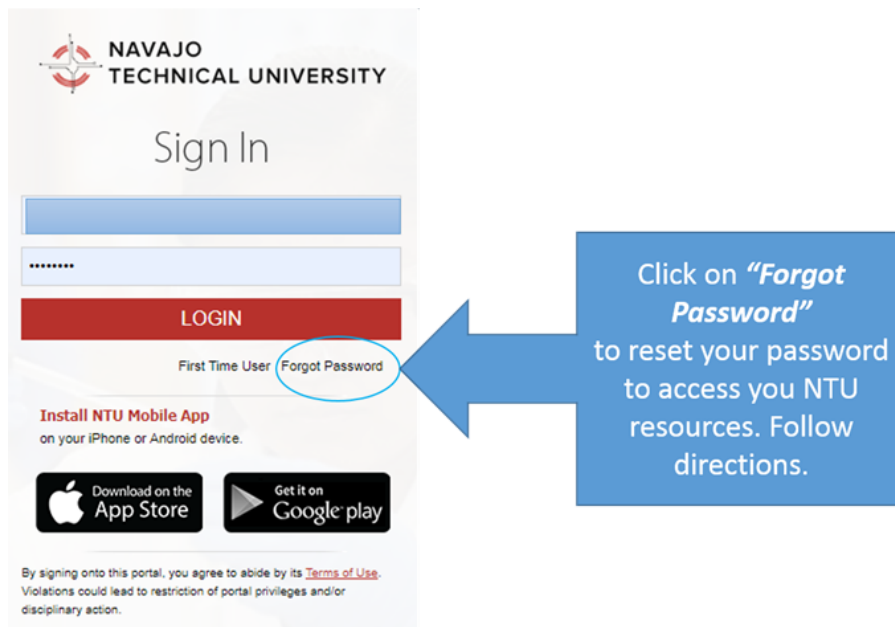 NAVAJO
TECHNICAL UNIVERSITY
Sign In
••••••••
LOGIN
First Time User Forgot Password
Install NTU Mobile App
on your iPhone or Android device.
Download on the
App Store
Get it on
Google play
By signing onto this portal, you agree to abide by its Terms of Use.
Violations could lead to restriction of portal privileges and/or
disciplinary action.
Click on “Forgot
Password”
to reset your password
to access you NTU
resources. Follow
directions.